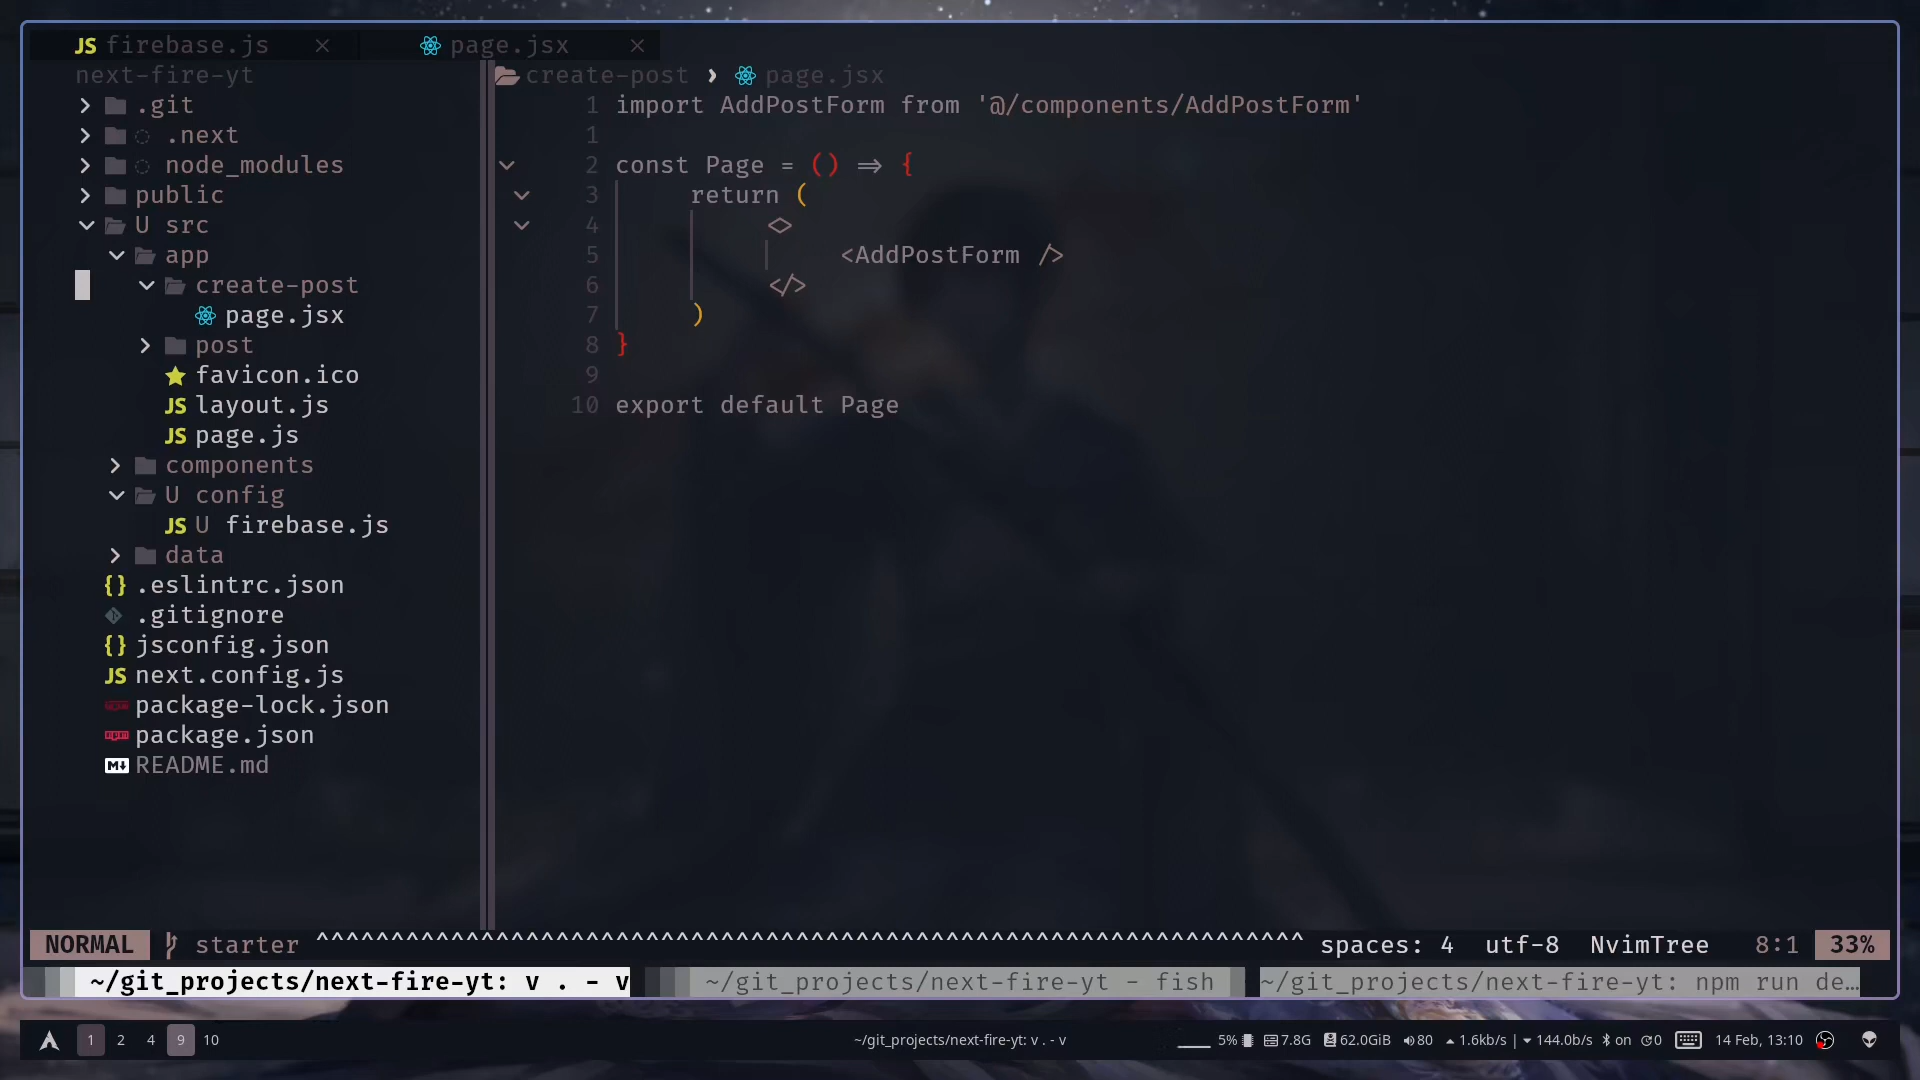 JS firebase.js × page.jsx ×
next-fire-yt
.git
.next
node_modules
public
U src
app
create-post
page.jsx
post
favicon.ico
JS layout.js
JS page.js
components
U config
JS U firebase.js
data
{} .eslintrc.json
.gitignore
{} jsconfig.json
JS next.config.js
package-lock.json
package.json
M↓ README.md
create-post › page.jsx
1 import AddPostForm from '@/components/AddPostForm'
1
2 const Page = () => {
3 return (
4 <>
5 <AddPostForm />
6 </>
7 )
8 }
9
10 export default Page
NORMAL starter ^^^^^^^^^^^^^^^^^^^^^^^^^^^^^^^^^^^^^^^^^^^^^^^^^^^^^^^^^^^^^^^^^^ spaces: 4 utf-8 NvimTree 8:1 33%
~/git_projects/next-fire-yt: v . - v ~/git_projects/next-fire-yt - fish ~/git_projects/next-fire-yt: npm run de…
1 2 4 9 10 ~/git_projects/next-fire-yt: v . - v 5% 7.8G 62.0GiB 80 1.6kb/s | 144.0b/s on 0 14 Feb, 13:10